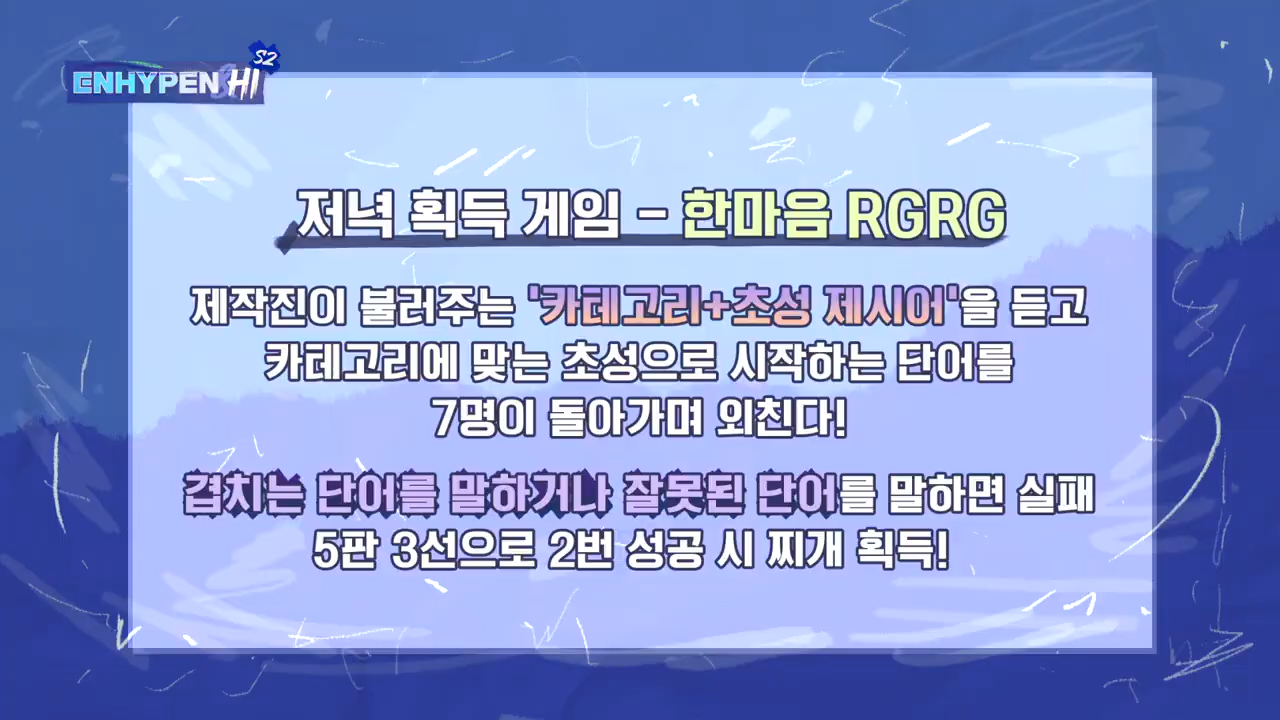 ENHYPEN&Hi S2
저녁 획득 게임 - 한마음 RGRG
제작진이 불러주는 '카테고리+초성 제시어'을 듣고
카테고리에 맞는 초성으로 시작하는 단어를
7명이 돌아가며 외친다!
겹치는 단어를 말하거나 잘못된 단어를 말하면 실패
5판 3선으로 2번 성공 시 찌개 획득!